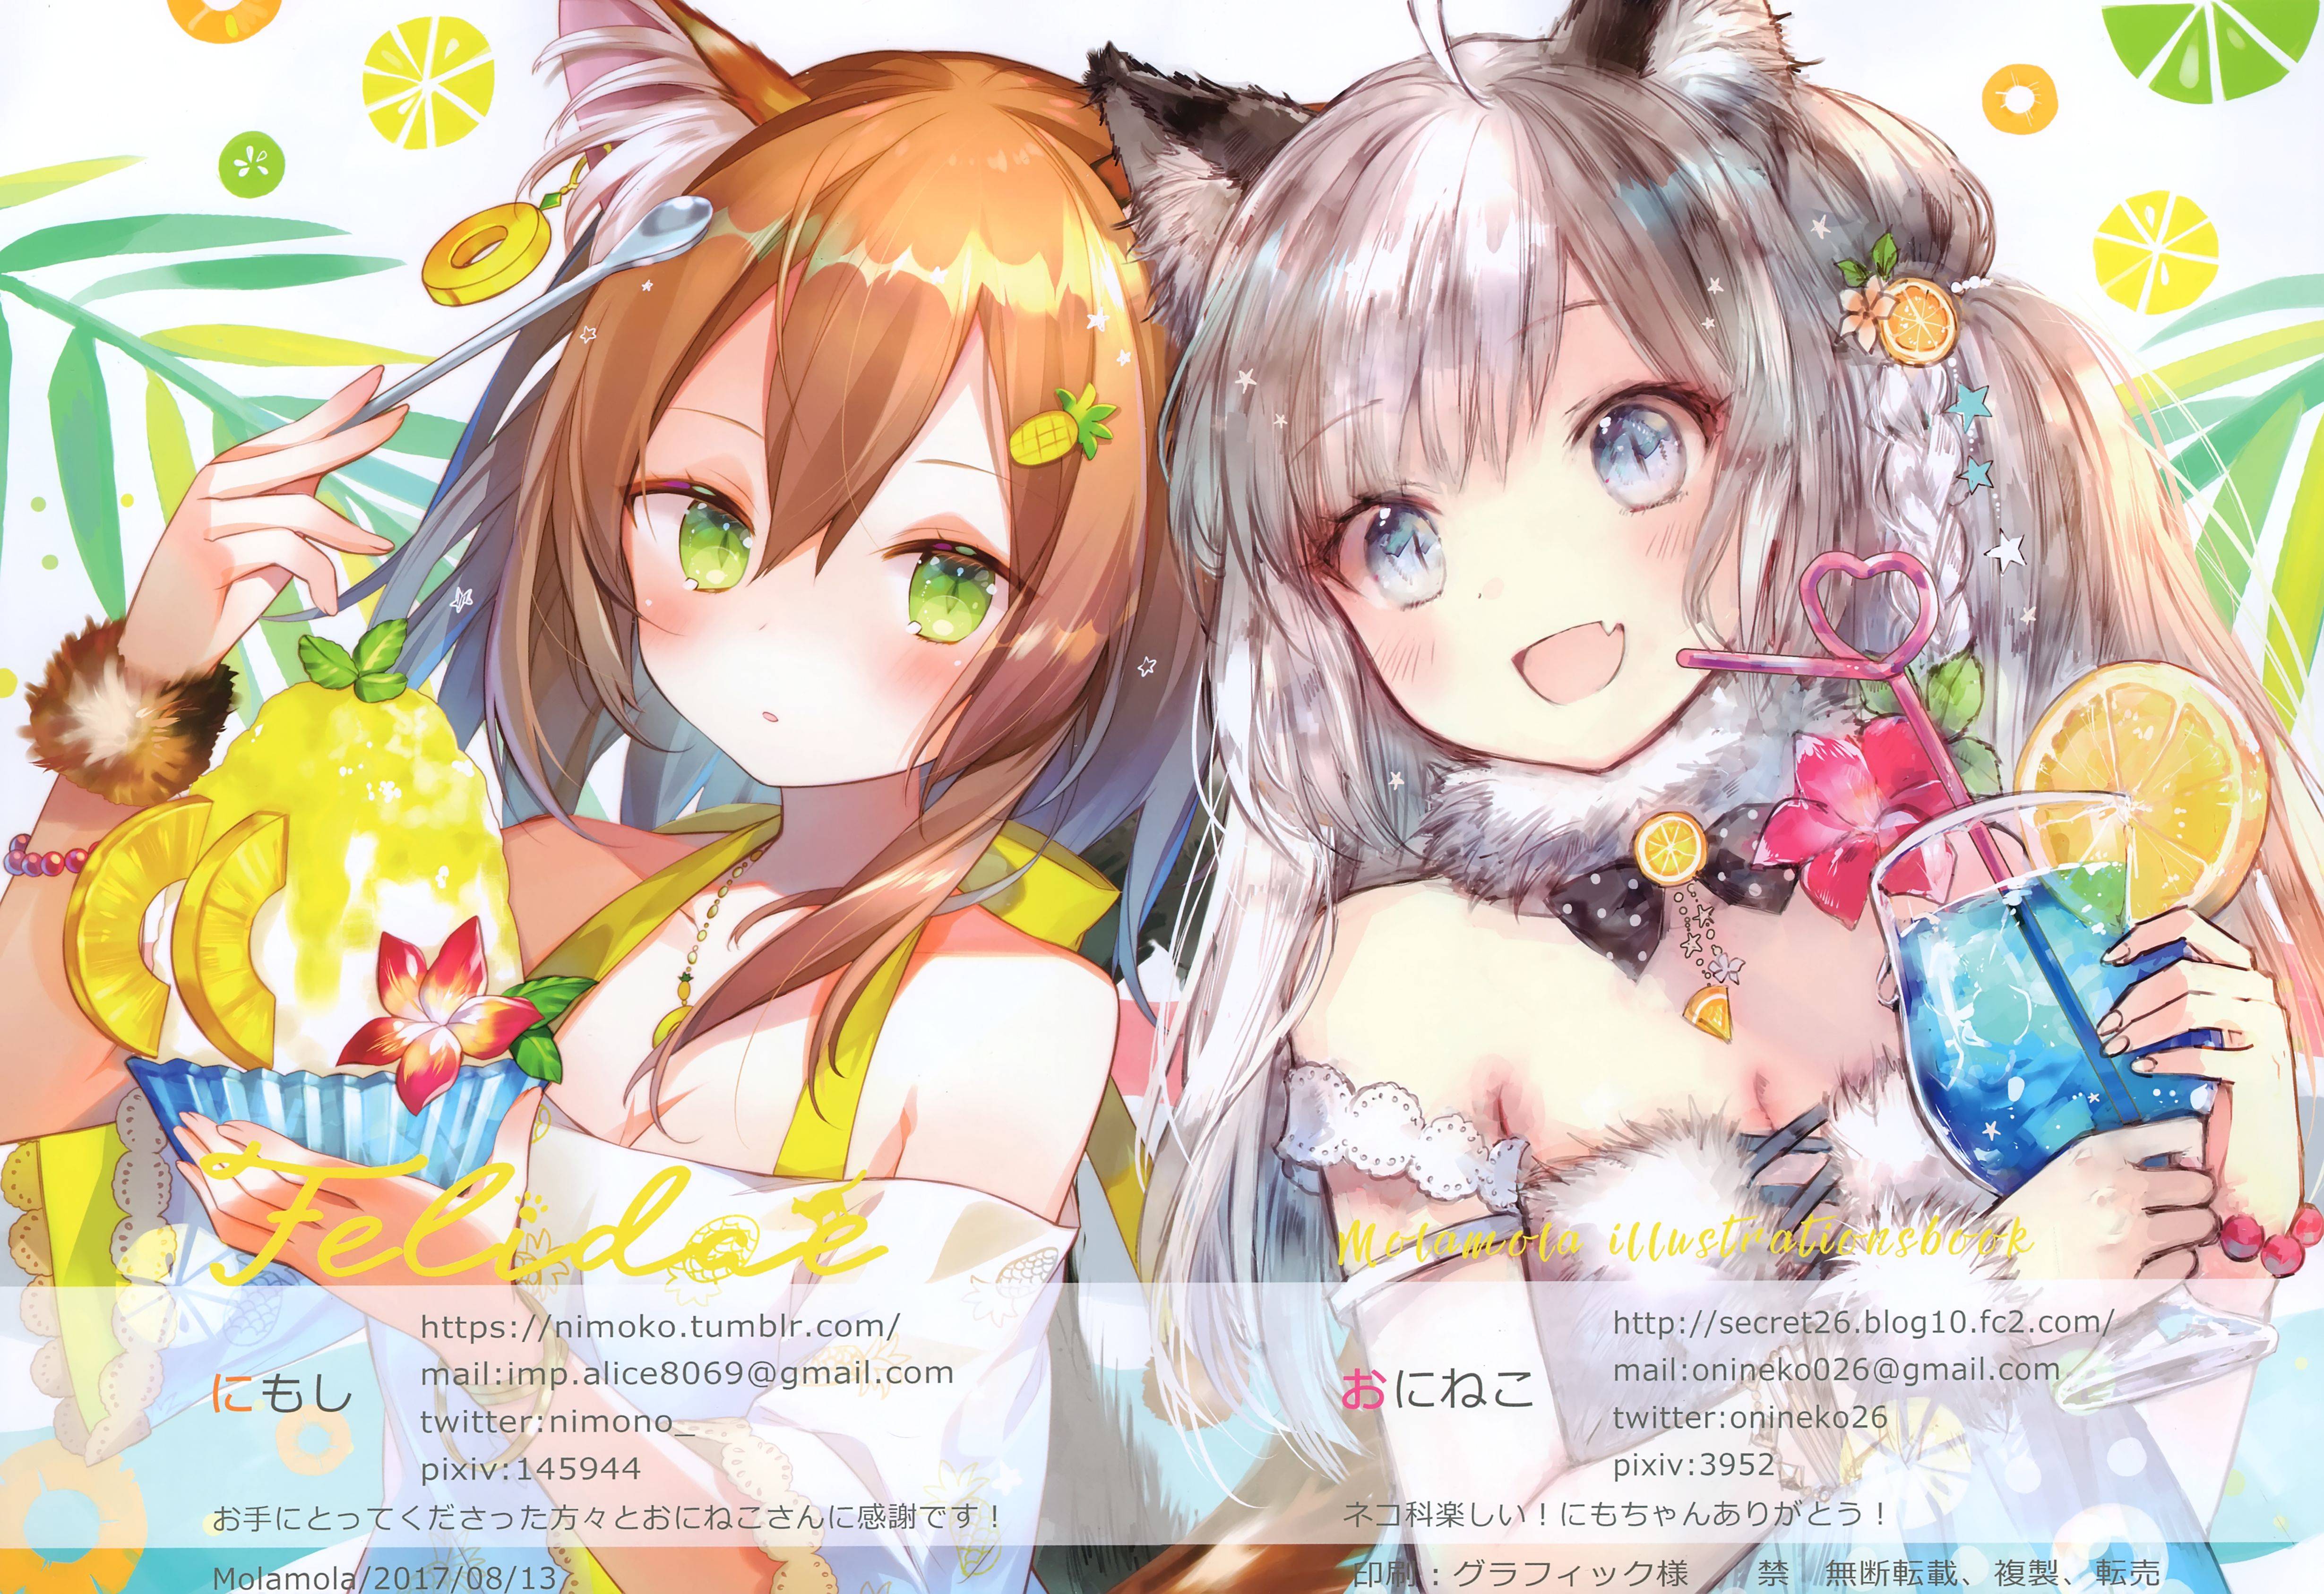 Felidae
https://nimoko.tumblr.com/
mail:imp.alice8069@gmail.com
にもし
twitter:nimono_
pixiv:145944
お手にとってくださった方々とおにねこさんに感謝です！
Molamola/2017/08/13
Molamola illustrationsbook
http://secret26.blog10.fc2.com/
mail:onineko026@gmail.com
おにねこ
twitter:onineko26
pixiv:3952
ネコ科楽しい！にもちゃんありがとう！
印刷：グラフィック様　　禁　無断転載、複製、転売